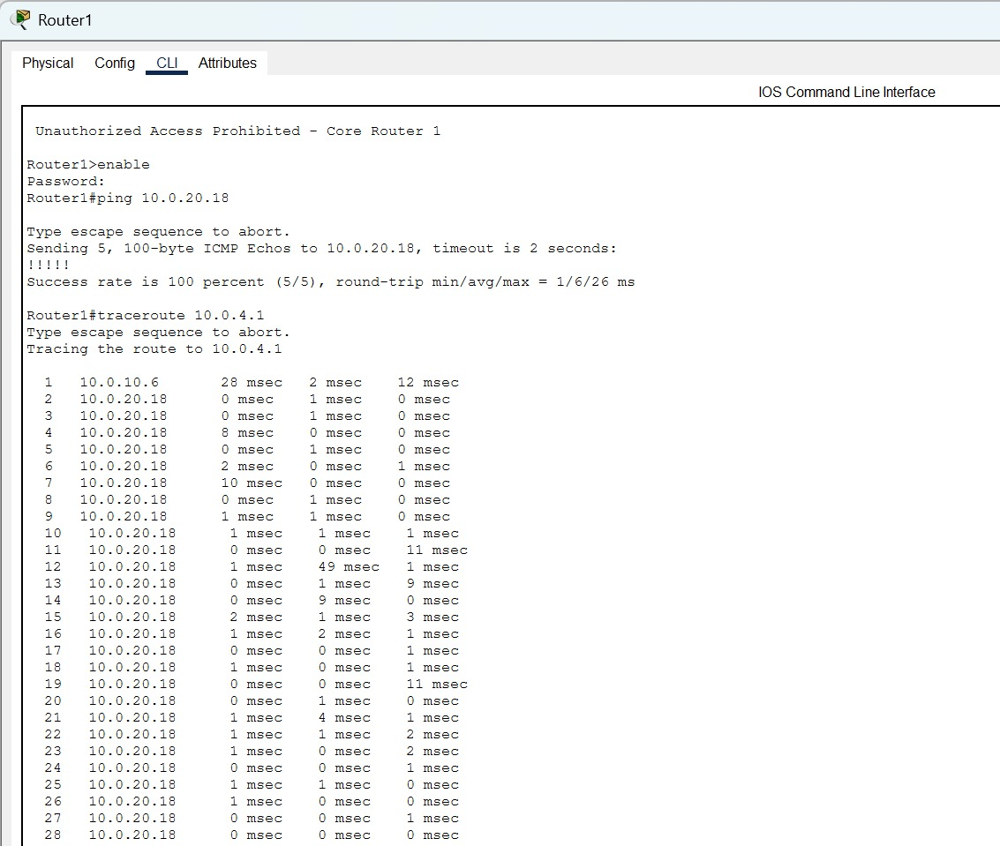 Router1
Physical Config CLI Attributes
IOS Command Line Interface
Unauthorized Access Prohibited - Core Router 1
Router1>enable
Password:
Router1#ping 10.0.20.18
Type escape sequence to abort.
Sending 5, 100-byte ICMP Echos to 10.0.20.18, timeout is 2 seconds:
!!!!!
Success rate is 100 percent (5/5), round-trip min/avg/max = 1/6/26 ms
Router1#traceroute 10.0.4.1
Type escape sequence to abort.
Tracing the route to 10.0.4.1
1 10.0.10.6 28 msec 2 msec 12 msec
2 10.0.20.18 0 msec 1 msec 0 msec
3 10.0.20.18 0 msec 1 msec 0 msec
4 10.0.20.18 8 msec 0 msec 0 msec
5 10.0.20.18 0 msec 1 msec 0 msec
6 10.0.20.18 2 msec 0 msec 1 msec
7 10.0.20.18 10 msec 0 msec 0 msec
8 10.0.20.18 0 msec 1 msec 0 msec
9 10.0.20.18 1 msec 1 msec 0 msec
10 10.0.20.18 1 msec 1 msec 1 msec
11 10.0.20.18 0 msec 0 msec 11 msec
12 10.0.20.18 1 msec 49 msec 1 msec
13 10.0.20.18 0 msec 1 msec 9 msec
14 10.0.20.18 0 msec 9 msec 0 msec
15 10.0.20.18 2 msec 1 msec 3 msec
16 10.0.20.18 1 msec 2 msec 1 msec
17 10.0.20.18 0 msec 0 msec 1 msec
18 10.0.20.18 1 msec 0 msec 1 msec
19 10.0.20.18 0 msec 0 msec 11 msec
20 10.0.20.18 0 msec 1 msec 0 msec
21 10.0.20.18 1 msec 4 msec 1 msec
22 10.0.20.18 1 msec 1 msec 2 msec
23 10.0.20.18 1 msec 0 msec 2 msec
24 10.0.20.18 0 msec 0 msec 1 msec
25 10.0.20.18 1 msec 1 msec 0 msec
26 10.0.20.18 1 msec 0 msec 0 msec
27 10.0.20.18 0 msec 0 msec 1 msec
28 10.0.20.18 0 msec 0 msec 0 msec